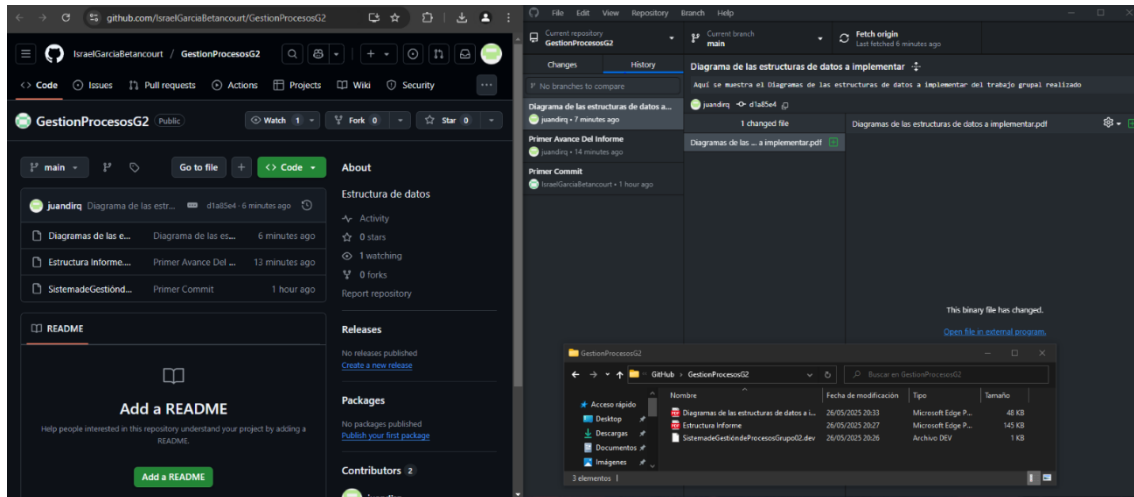 github.com/IsraelGarciaBetancourt/GestionProcesosG2
IsraelGarciaBetancourt / GestionProcesosG2
Code Issues Pull requests Actions Projects Wiki Security
GestionProcesosG2 Public Watch 1 Fork 0 Star 0
main Go to file Code
juandirq Diagrama de las estr... d1a85e4 · 6 minutes ago
Diagramas de las e... Diagrama de las es... 6 minutes ago
Estructura Informe.... Primer Avance Del ... 13 minutes ago
SistemadeGestiónd... Primer Commit 1 hour ago
README
Add a README
Help people interested in this repository understand your project by adding a
README.
Add a README
About
Estructura de datos
Activity
0 stars
1 watching
0 forks
Report repository
Releases
No releases published
Create a new release
Packages
No packages published
Publish your first package
Contributors 2
File Edit View Repository Branch Help
Current repository
GestionProcesosG2
Current branch
main
Fetch origin
Last fetched 6 minutes ago
Changes History
No branches to compare
Diagrama de las estructuras de datos a...
juandirq • 7 minutes ago
Primer Avance Del Informe
juandirq • 14 minutes ago
Primer Commit
IsraelGarciaBetancourt • 1 hour ago
Diagrama de las estructuras de datos a implementar
Aquí se muestra el Diagramas de las estructuras de datos a implementar del trabajo grupal realizado
juandirq d1a85e4
1 changed file
Diagramas de las ... a implementar.pdf
Diagramas de las estructuras de datos a implementar.pdf
This binary file has changed.
Open file in external program.
GestionProcesosG2
GitHub › GestionProcesosG2
Buscar en GestionProcesosG2
Acceso rápido
Desktop
Descargas
Documentos
Imágenes
Nombre Fecha de modificación Tipo Tamaño
Diagramas de las estructuras de datos a i... 26/05/2025 20:33 Microsoft Edge P... 48 KB
Estructura Informe 26/05/2025 20:27 Microsoft Edge P... 145 KB
SistemadeGestióndeProcesosGrupo02.dev 26/05/2025 20:26 Archivo DEV 1 KB
3 elementos